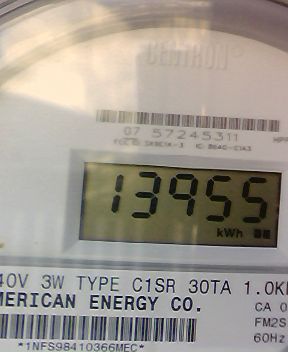 CENTRON®
07 57245311
13955
kWh
40V 3W TYPE C1SR 30TA 1.0K
MERICAN ENERGY CO. CA 0
FM2S
60Hz
*1NFS98410366MEC*